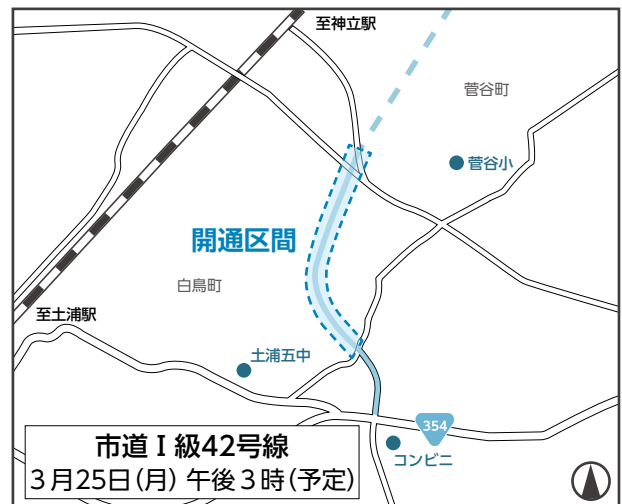 至神立駅
菅谷町
菅谷小
開通区間
白鳥町
至土浦駅
土浦五中
354
コンビニ
市道Ⅰ級42号線
3月25日(月) 午後3時(予定)